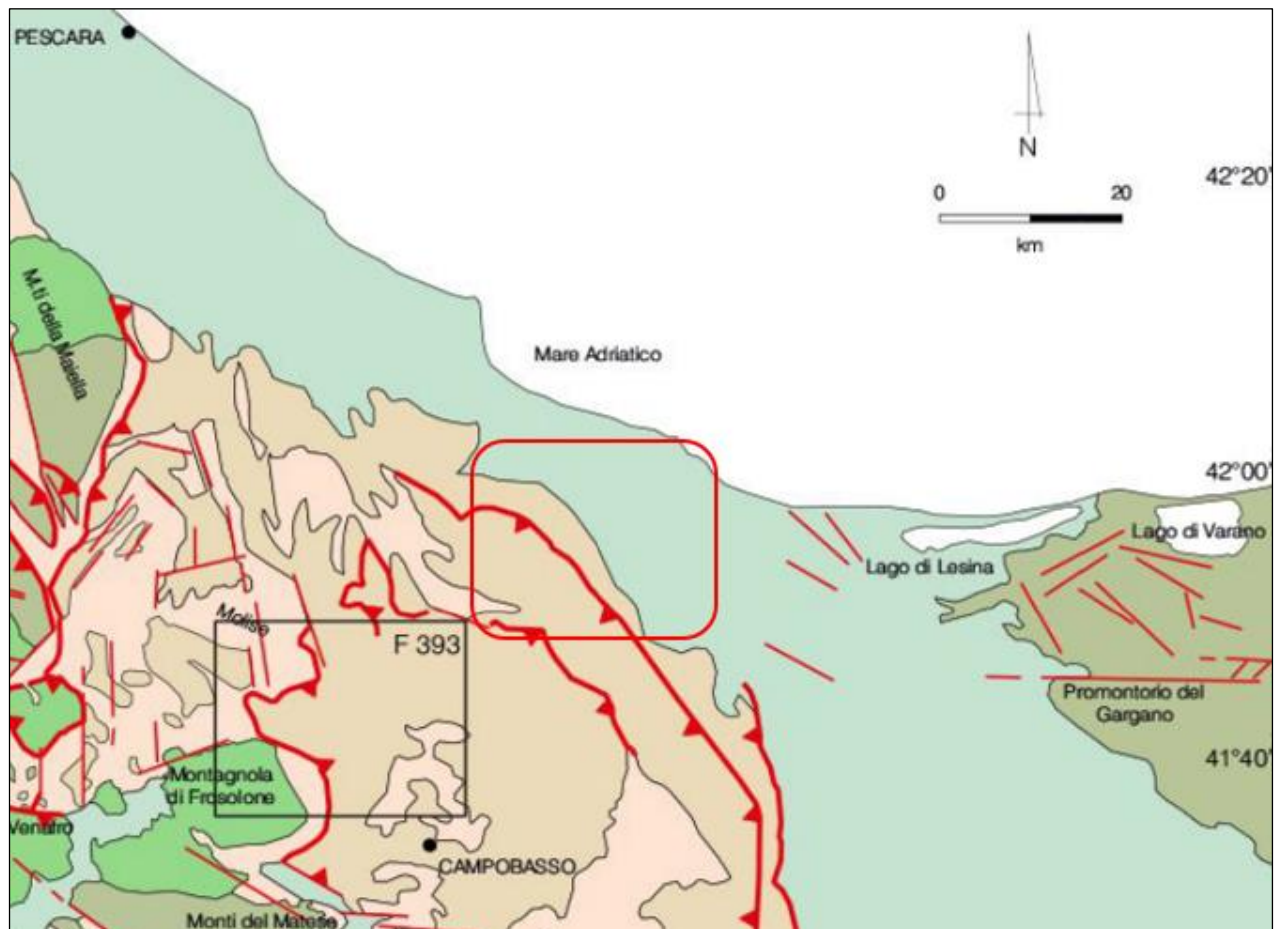 PESCARA
N
42°20'
0 20
km
M.ti della Maiella
Mare Adriatico
42°00'
Lago di Varano
Lago di Lesina
Molise
F 393
Promontorio del
Gargano
41°40'
Montagnola
di Frosolone
Venafro
CAMPOBASSO
Monti del Matese